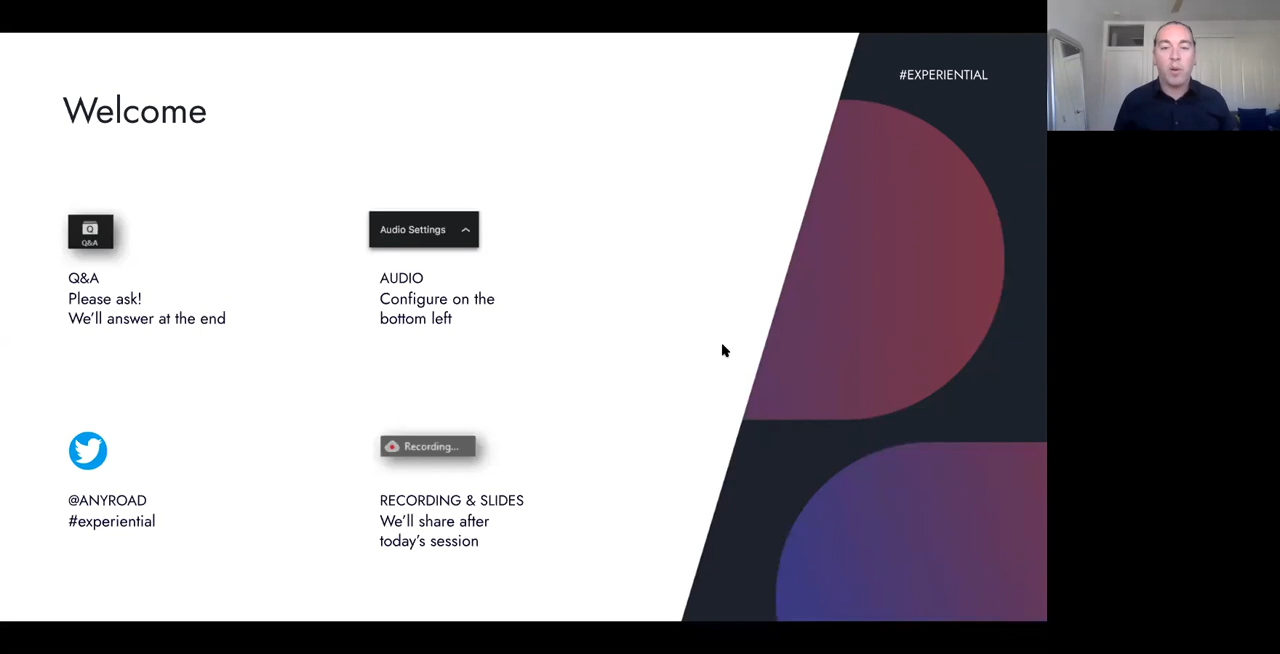 #EXPERIENTIAL
Welcome
Q
Q&A
Audio Settings
Q&A
Please ask!
We'll answer at the end
AUDIO
Configure on the
bottom left
Recording...
@ANYROAD
#experiential
RECORDING & SLIDES
We'll share after
today's session